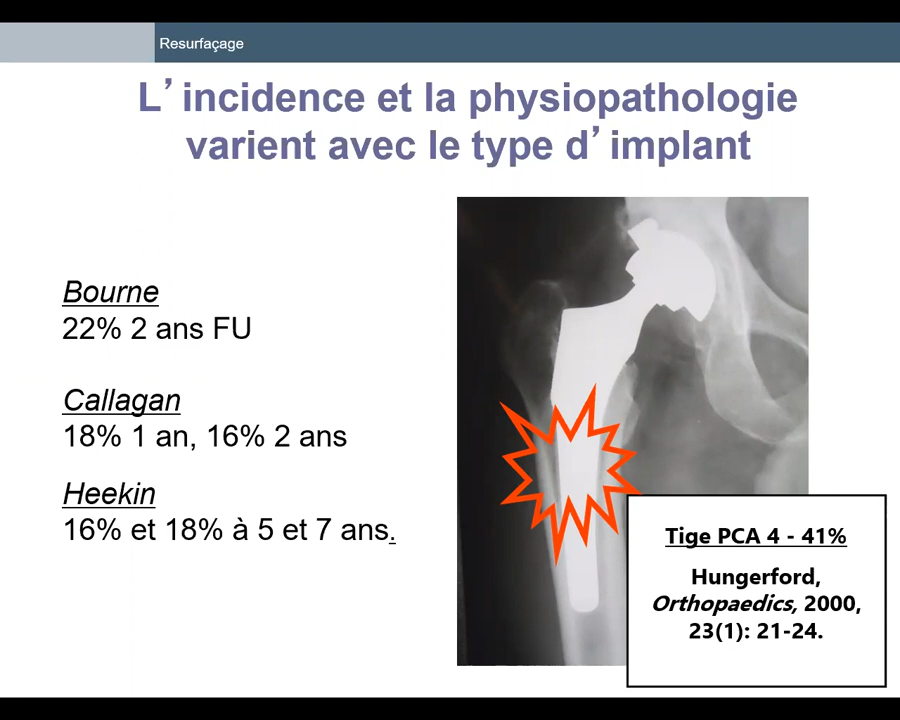 Resurfaçage
L’incidence et la physiopathologie
varient avec le type d’implant
Bourne
22% 2 ans FU
Callagan
18% 1 an, 16% 2 ans
Heekin
16% et 18% à 5 et 7 ans.
Tige PCA 4 - 41%
Hungerford,
Orthopaedics, 2000,
23(1): 21-24.